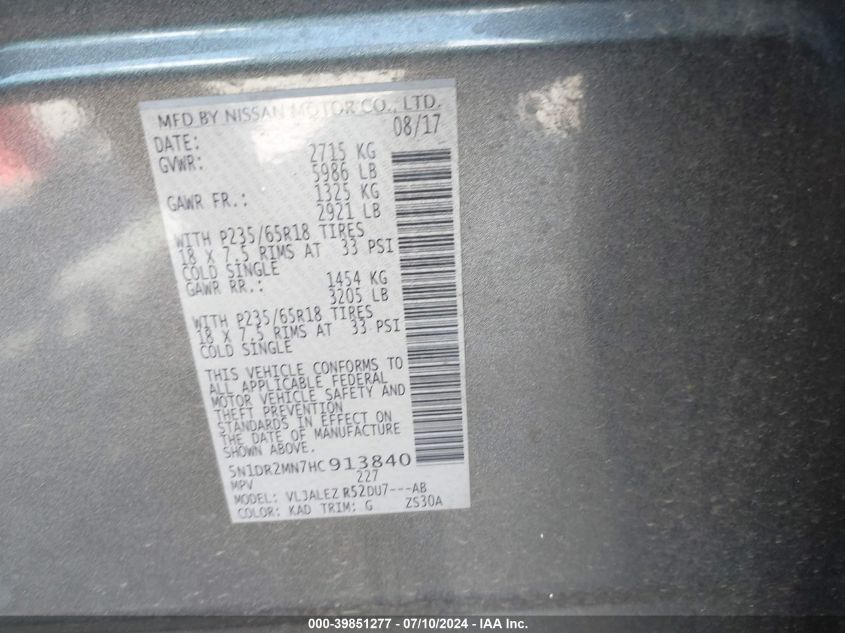 MFD BY NISSAN MOTOR CO., LTD.
DATE: 08/17
GVWR: 2715 KG
5986 LB
GAWR FR.: 1325 KG
2921 LB
WITH P235/65R18 TIRES
18 X 7.5 RIMS AT 33 PSI
COLD SINGLE
GAWR RR.: 1454 KG
3205 LB
WITH P235/65R18 TIRES
18 X 7.5 RIMS AT 33 PSI
COLD SINGLE
THIS VEHICLE CONFORMS TO
ALL APPLICABLE FEDERAL
MOTOR VEHICLE SAFETY AND
THEFT PREVENTION
STANDARDS IN EFFECT ON
THE DATE OF MANUFACTURE
SHOWN ABOVE.
5N1DR2MN7HC913840
MPV 227
MODEL: VLJALEZ R52DU7---AB
COLOR: KAD TRIM: G ZS30A
000-39851277 - 07/10/2024 - IAA Inc.